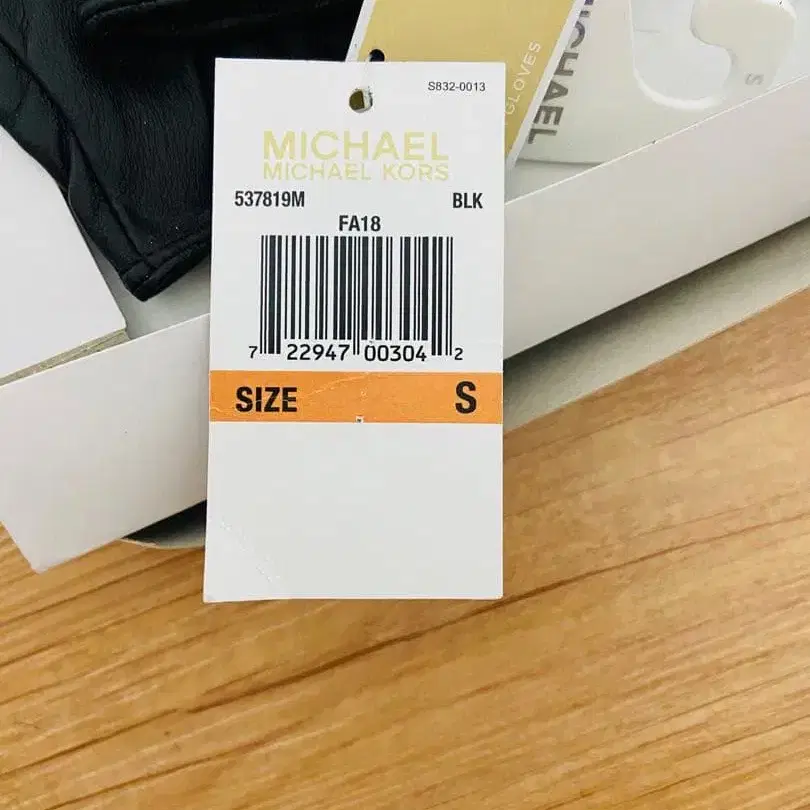 S832-0013
MICHAEL
MICHAEL KORS
537819M BLK
FA18
7 22947 00304 2
SIZE S
GLOVES
MICHAEL
S